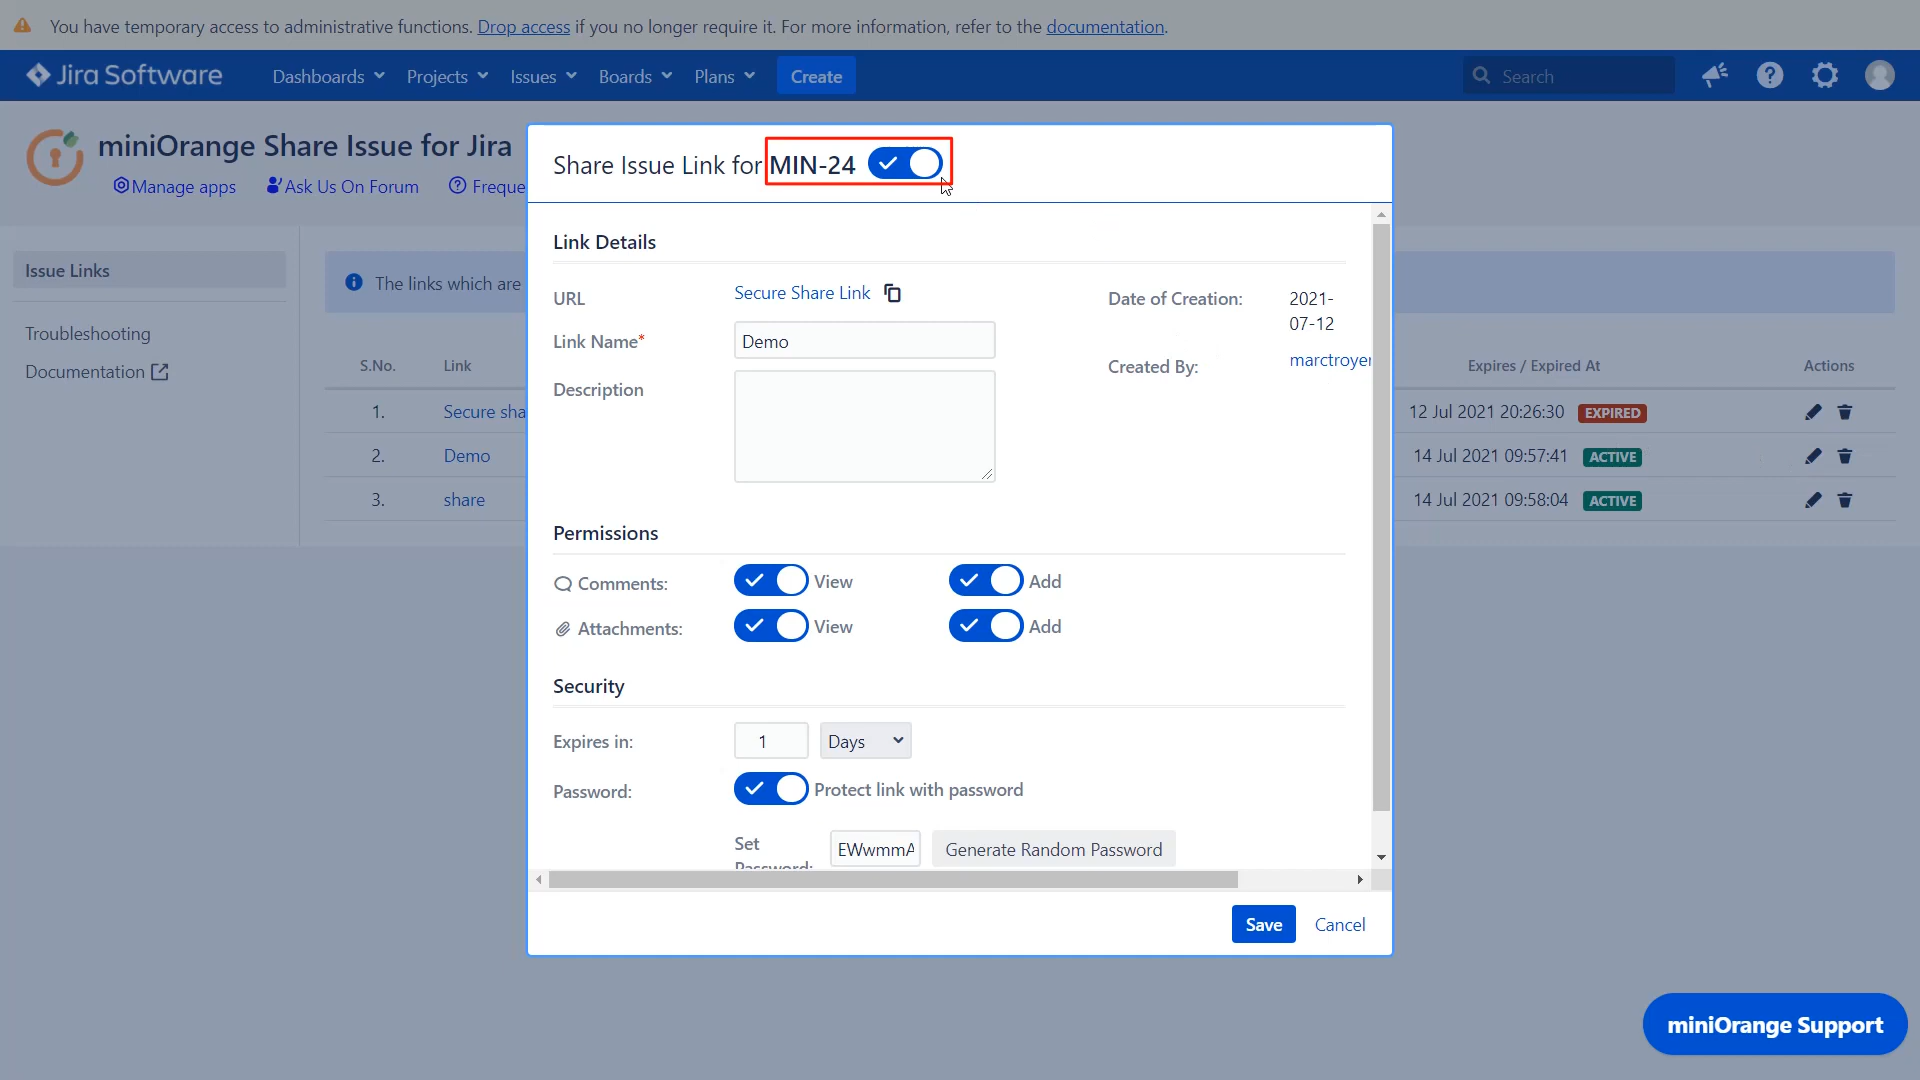 You have temporary access to administrative functions. Drop access if you no longer require it. For more information, refer to the documentation.
Jira Software Dashboards Projects Issues Boards Plans Create Search
miniOrange Share Issue for Jira
Manage apps Ask Us On Forum
Issue Links
Troubleshooting
Documentation
The links which are
S.No. Link Expires / Expired At Actions
1. Secure 12 Jul 2021 20:26:30 EXPIRED
2. Demo 14 Jul 2021 09:57:41 ACTIVE
3. share 14 Jul 2021 09:58:04 ACTIVE
Share Issue Link for MIN-24
Link Details
URL Secure Share Link
Link Name* Demo
Description
Date of Creation: 2021-
07-12
Created By: marctroyer
Permissions
Comments: View Add
Attachments: View Add
Security
Expires in: 1 Days
Password: Protect link with password
Set
Password: EWwmmA Generate Random Password
Save Cancel
miniOrange Support